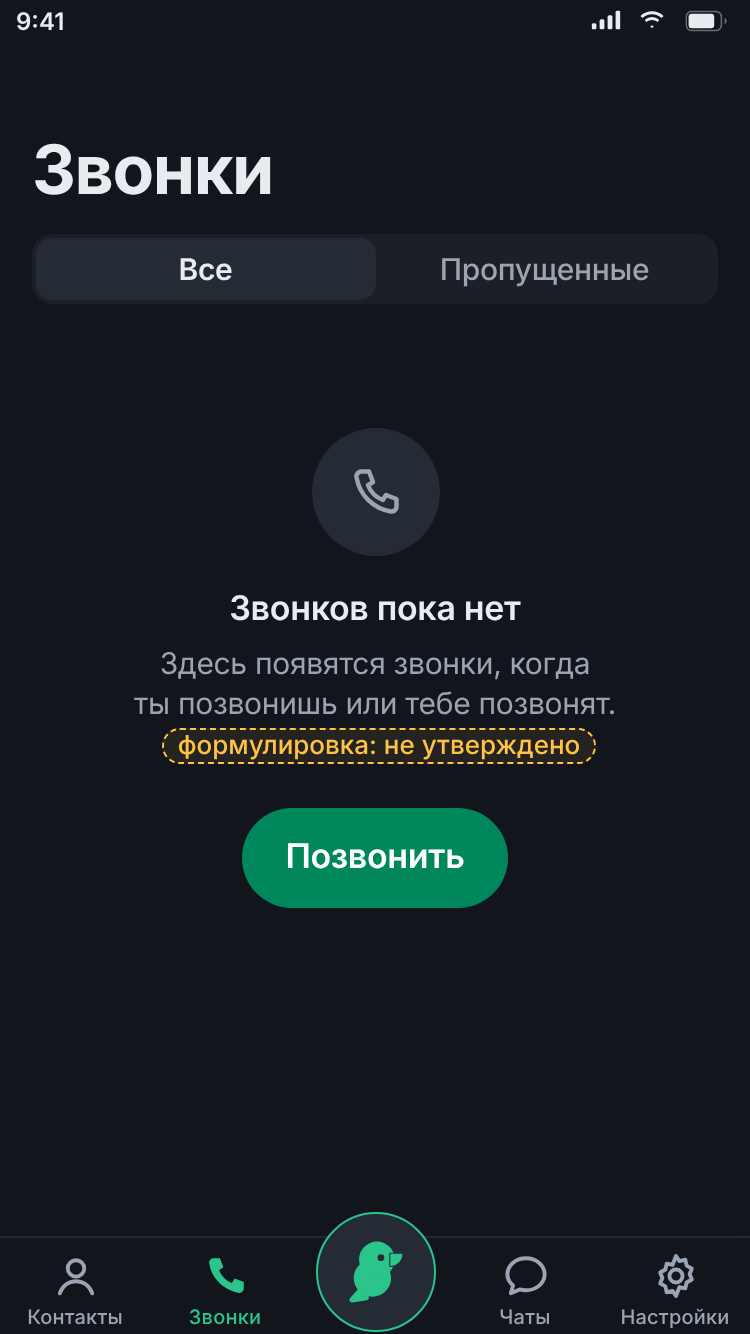 9:41
Звонки
Все
Пропущенные
Звонков пока нет
Здесь появятся звонки, когда
ты позвонишь или тебе позвонят.
формулировка: не утверждено
Позвонить
Контакты
Звонки
Чаты
Настройки